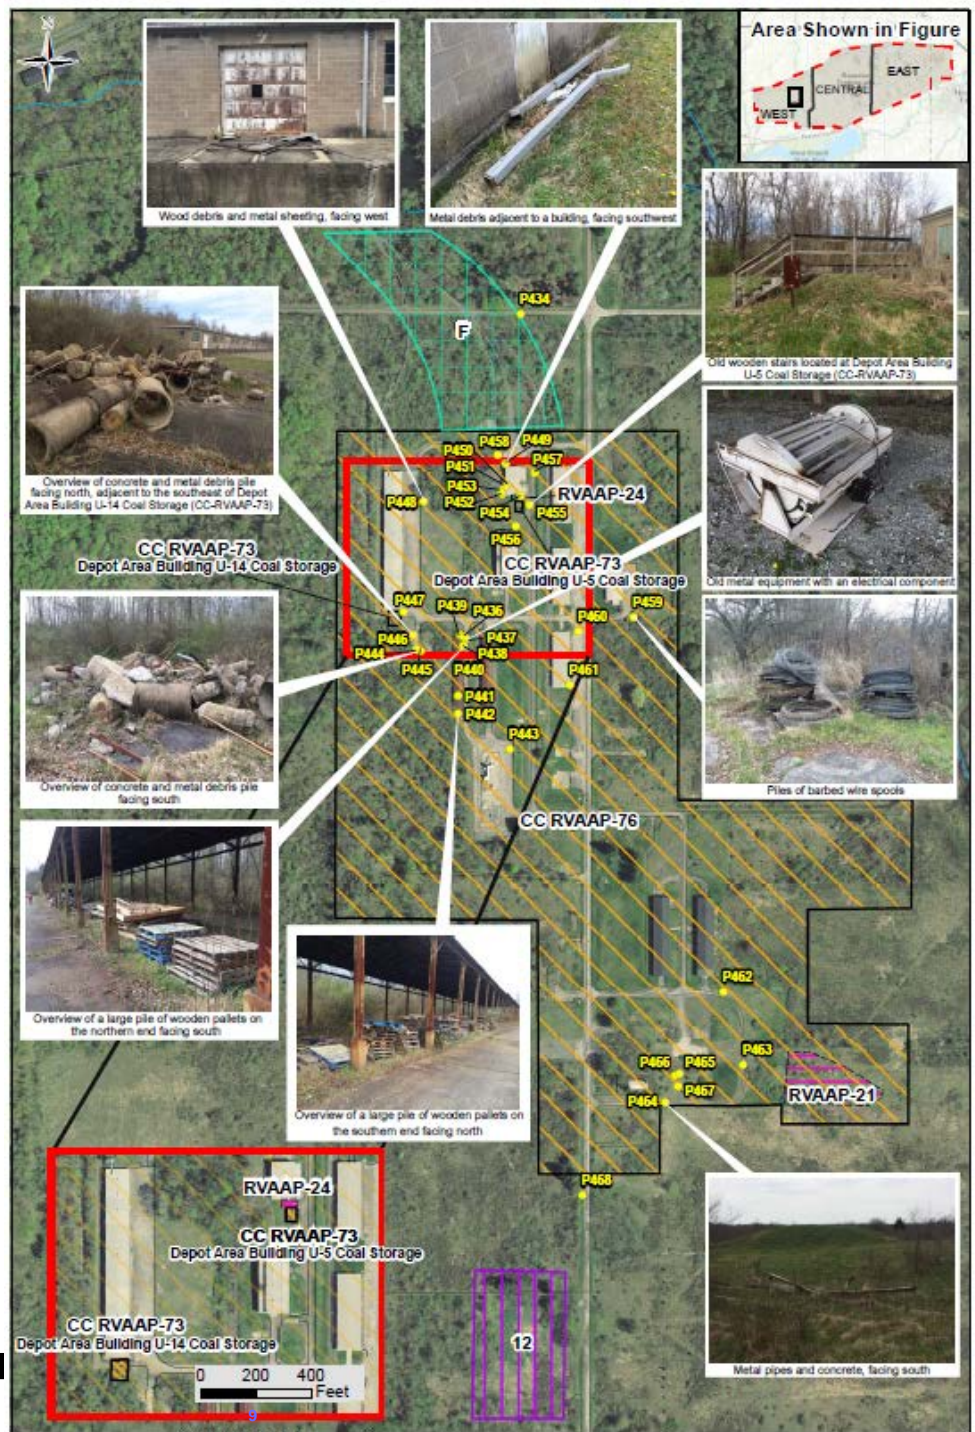 N
Area Shown in Figure
EAST
CENTRAL
WEST
Wood debris and metal sheeting, facing west
Metal debris adjacent to a building, facing southwest
Old wooden stairs located at Depot Area Building
U-5 Coal Storage (CC-RVAAP-73)
P434
F
Overview of concrete and metal debris pile
facing north, adjacent to the southeast of Depot
Area Building U-14 Coal Storage (CC-RVAAP-73)
P458
P449
P450
P451
P457
P453
RVAAP-24
P448
P452
P454
P455
P456
Old metal equipment with an electrical component
CC RVAAP-73
Depot Area Building U-14 Coal Storage
CC RVAAP-73
Depot Area Building U-5 Coal Storage
P447
P439
P436
P459
P460
P446
P437
P444
P438
P445
P440
P461
P441
P442
P443
Overview of concrete and metal debris pile
facing south
Piles of barbed wire spools
CC RVAAP-76
Overview of a large pile of wooden pallets on
the northern end facing south
P462
P463
P466
P465
P467
P464
RVAAP-21
Overview of a large pile of wooden pallets on
the southern end facing north
P468
RVAAP-24
CC RVAAP-73
Depot Area Building U-5 Coal Storage
CC RVAAP-73
Depot Area Building U-14 Coal Storage
12
Metal pipes and concrete, facing south
0 200 400
Feet
9